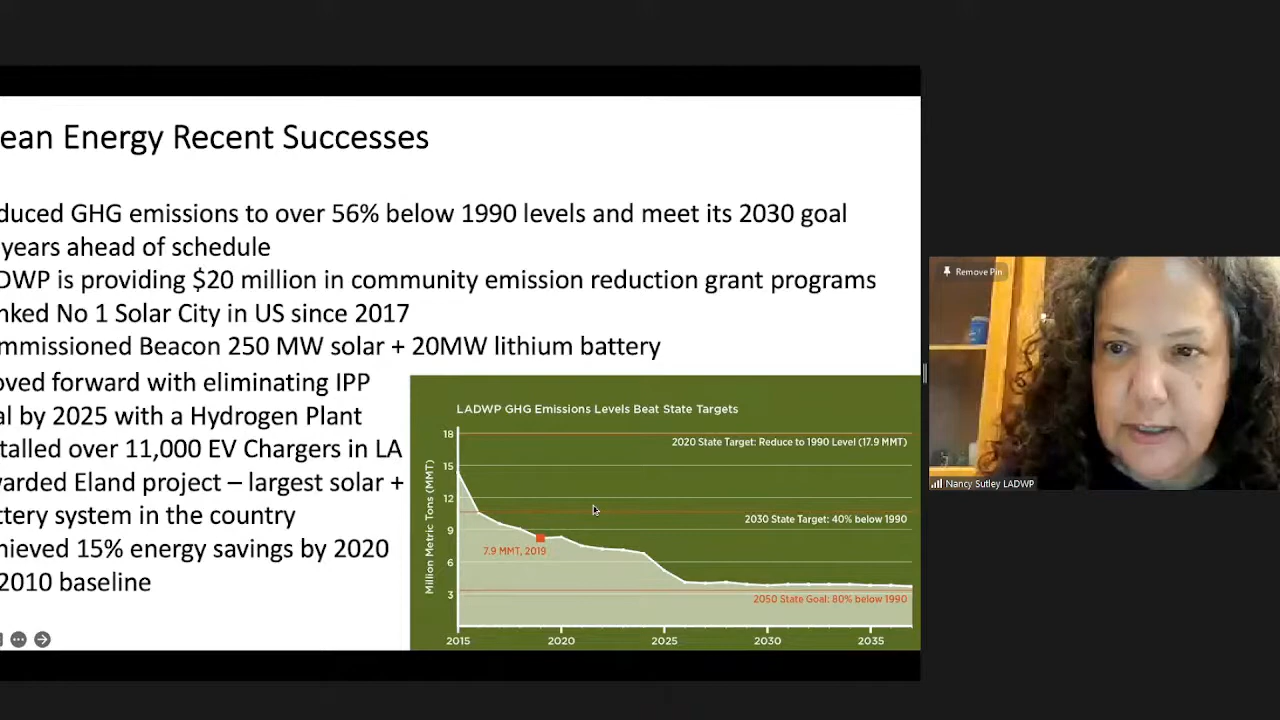 ean Energy Recent Successes
duced GHG emissions to over 56% below 1990 levels and meet its 2030 goal
years ahead of schedule
DWP is providing $20 million in community emission reduction grant programs
nked No 1 Solar City in US since 2017
mmissioned Beacon 250 MW solar + 20MW lithium battery
oved forward with eliminating IPP
al by 2025 with a Hydrogen Plant
talled over 11,000 EV Chargers in LA
varded Eland project – largest solar +
ttery system in the country
hieved 15% energy savings by 2020
2010 baseline
LADWP GHG Emissions Levels Beat State Targets
Million Metric Tons (MMT)
18
15
12
9
6
3
2020 State Target: Reduce to 1990 Level (17.9 MMT)
2030 State Target: 40% below 1990
7.9 MMT, 2019
2050 State Goal: 80% below 1990
2015 2020 2025 2030 2035
Remove Pin
Nancy Sutley LADWP